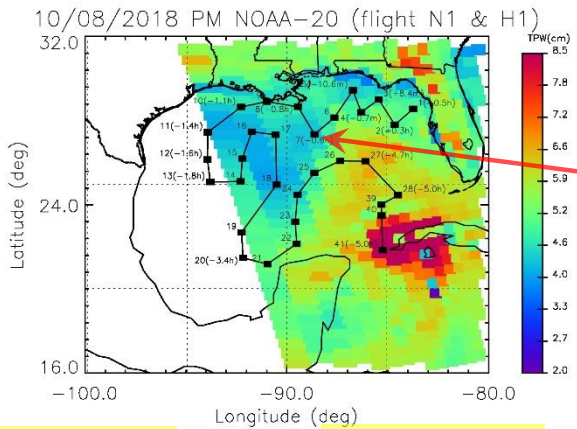 10/08/2018 PM NOAA-20 (flight N1 & H1)
TPW(cm)
32.0
24.0
16.0
Latitude (deg)
8.5
7.8
7.2
6.5
5.9
5.2
4.6
3.9
3.3
2.6
2.0
10(-1.1h)
8(-0.8h)
6
1(+0.5h)
4(-0.7m)
2(+0.3h)
11(-1.4h)
16
17
7(-0.6h)
12(-1.6h)
15
26
27(-4.7h)
13(-1.8h)
14
18
25
24
28(-5.0h)
39
40
19
23
22
41(-5.0h)
20(-3.4h)
21
-100.0
-90.0
-80.0
Longitude (deg)